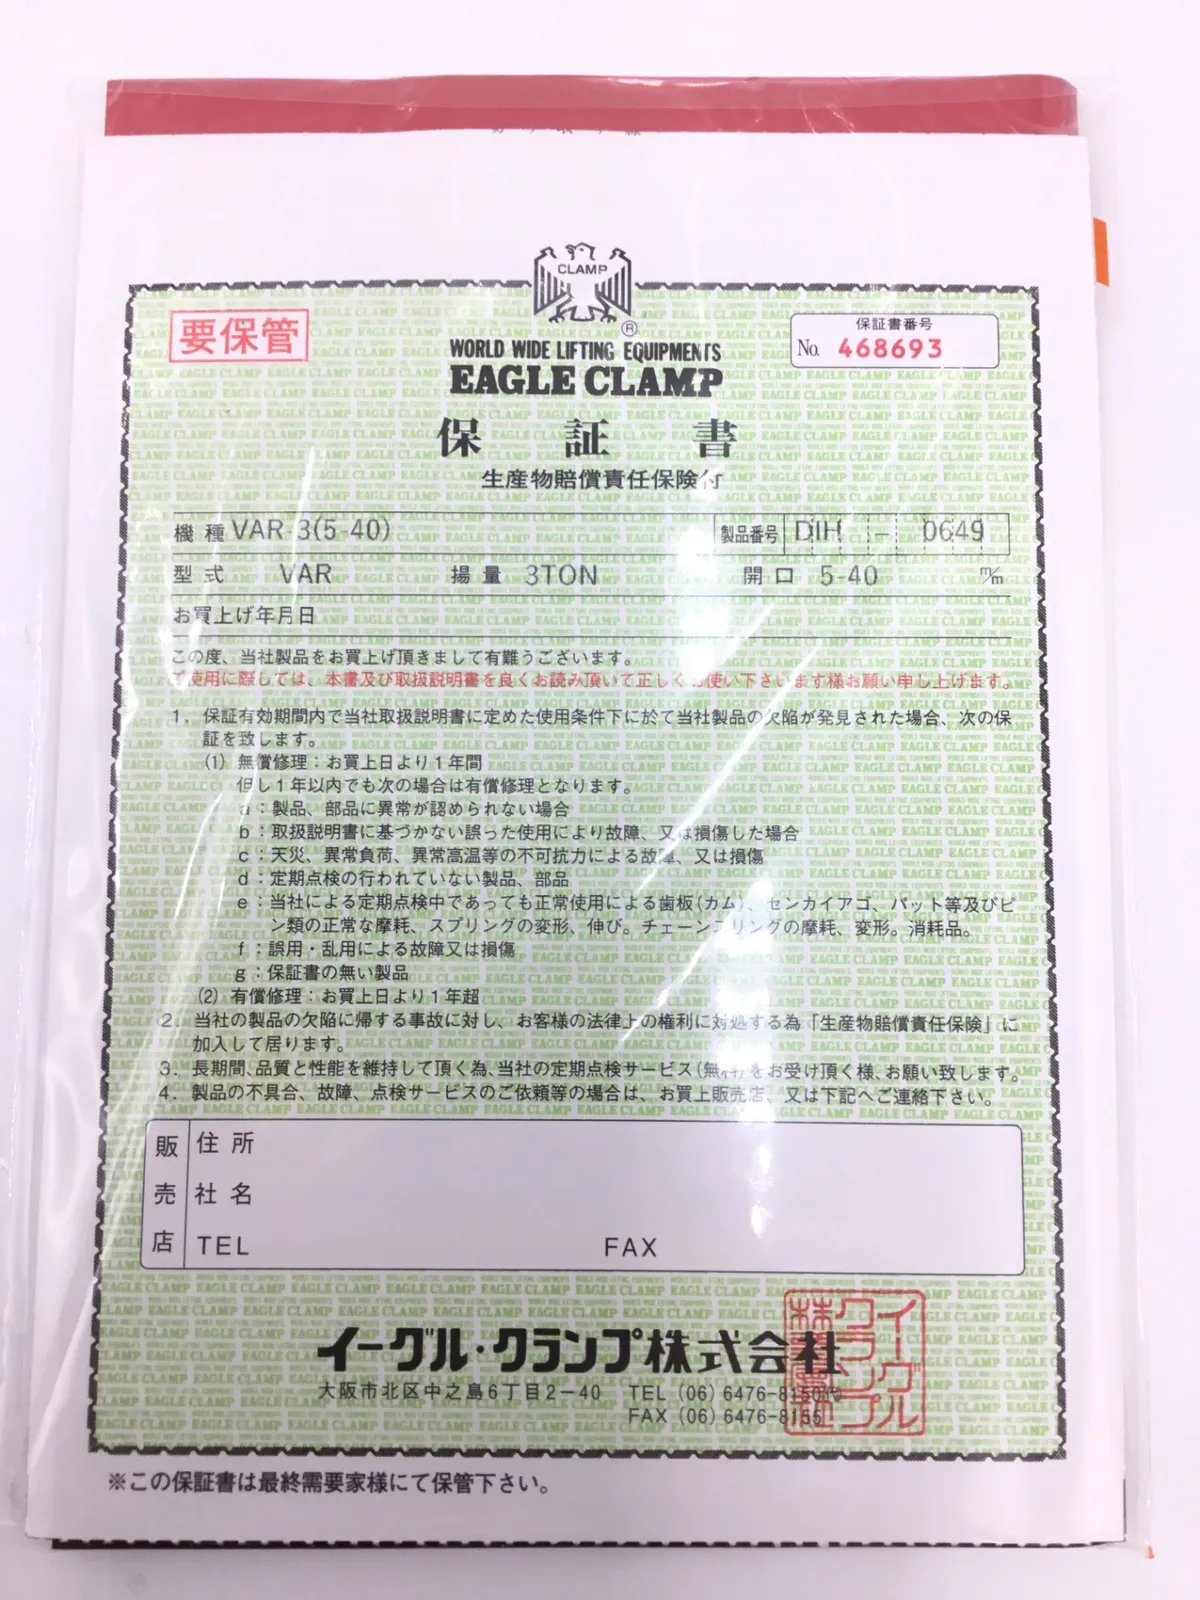 CLAMP
®
要保管
保証書番号
No. 468693
WORLD WIDE LIFTING EQUIPMENTS
EAGLE CLAMP
保証書
生産物賠償責任保険付
機種 VAR-3(5-40) 製品番号 DIH - 0649
型式 VAR 揚量 3TON 開口 5-40 m/m
お買上げ年月日
この度、当社製品をお買上げ頂きまして有難うございます。
ご使用に際しては、本書及び取扱説明書を良くお読み頂いて正しくお使い下さいます様お願い申し上げます。
1. 保証有効期間内で当社取扱説明書に定めた使用条件下に於て当社製品の欠陥が発見された場合、次の保
証を致します。
(1) 無償修理：お買上日より1年間
但し1年以内でも次の場合は有償修理となります。
a：製品、部品に異常が認められない場合
b：取扱説明書に基づかない誤った使用により故障、又は損傷した場合
c：天災、異常負荷、異常高温等の不可抗力による故障、又は損傷
d：定期点検の行われていない製品、部品
e：当社による定期点検中であっても正常使用による歯板(カム)、センカイアゴ、パット等及びピ
ン類の正常な摩耗、スプリングの変形、伸び。チェーンスリングの摩耗、変形。消耗品。
f：誤用・乱用による故障又は損傷
g：保証書の無い製品
(2) 有償修理：お買上日より1年超
2. 当社の製品の欠陥に帰する事故に対し、お客様の法律上の権利に対処する為「生産物賠償責任保険」に
加入して居ります。
3. 長期間、品質と性能を維持して頂く為、当社の定期点検サービス(無料)をお受け頂く様、お願い致します。
4. 製品の不具合、故障、点検サービスのご依頼等の場合は、お買上販売店、又は下記へご連絡下さい。
販売店
住所
社名
TEL FAX
イーグル・クランプ株式会社
大阪市北区中之島6丁目2－40 TEL (06) 6476-8150㈹
FAX (06) 6476-8155
※この保証書は最終需要家様にて保管下さい。